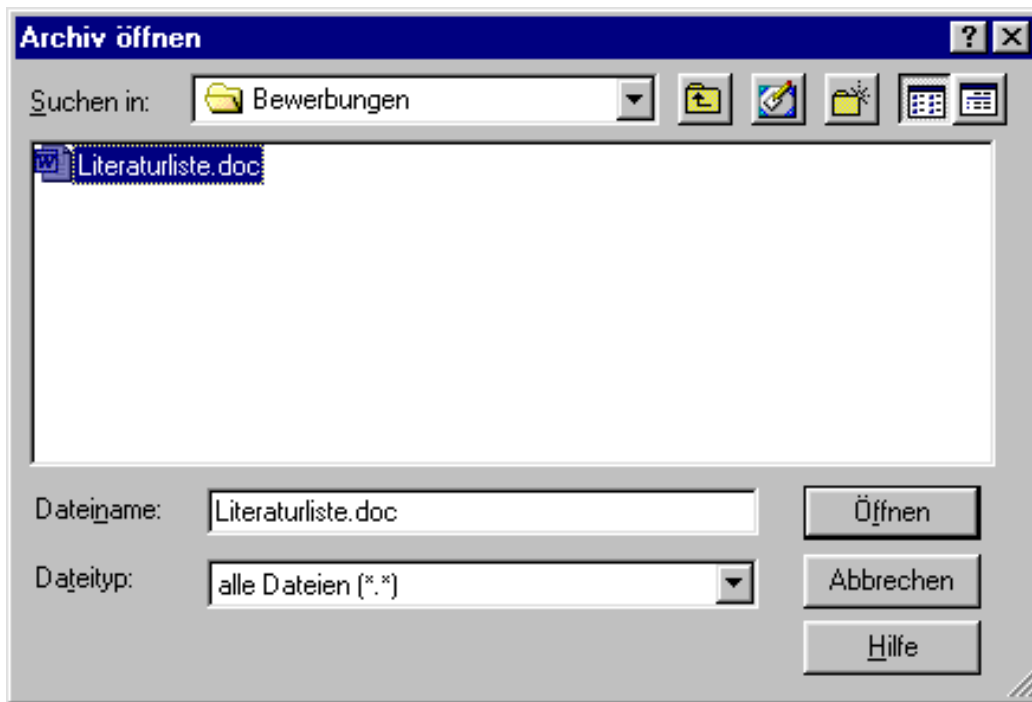 Archiv öffnen
Suchen in: Bewerbungen
Literaturliste.doc
Dateiname: Literaturliste.doc Öffnen
Dateityp: alle Dateien (*.*) Abbrechen
Hilfe